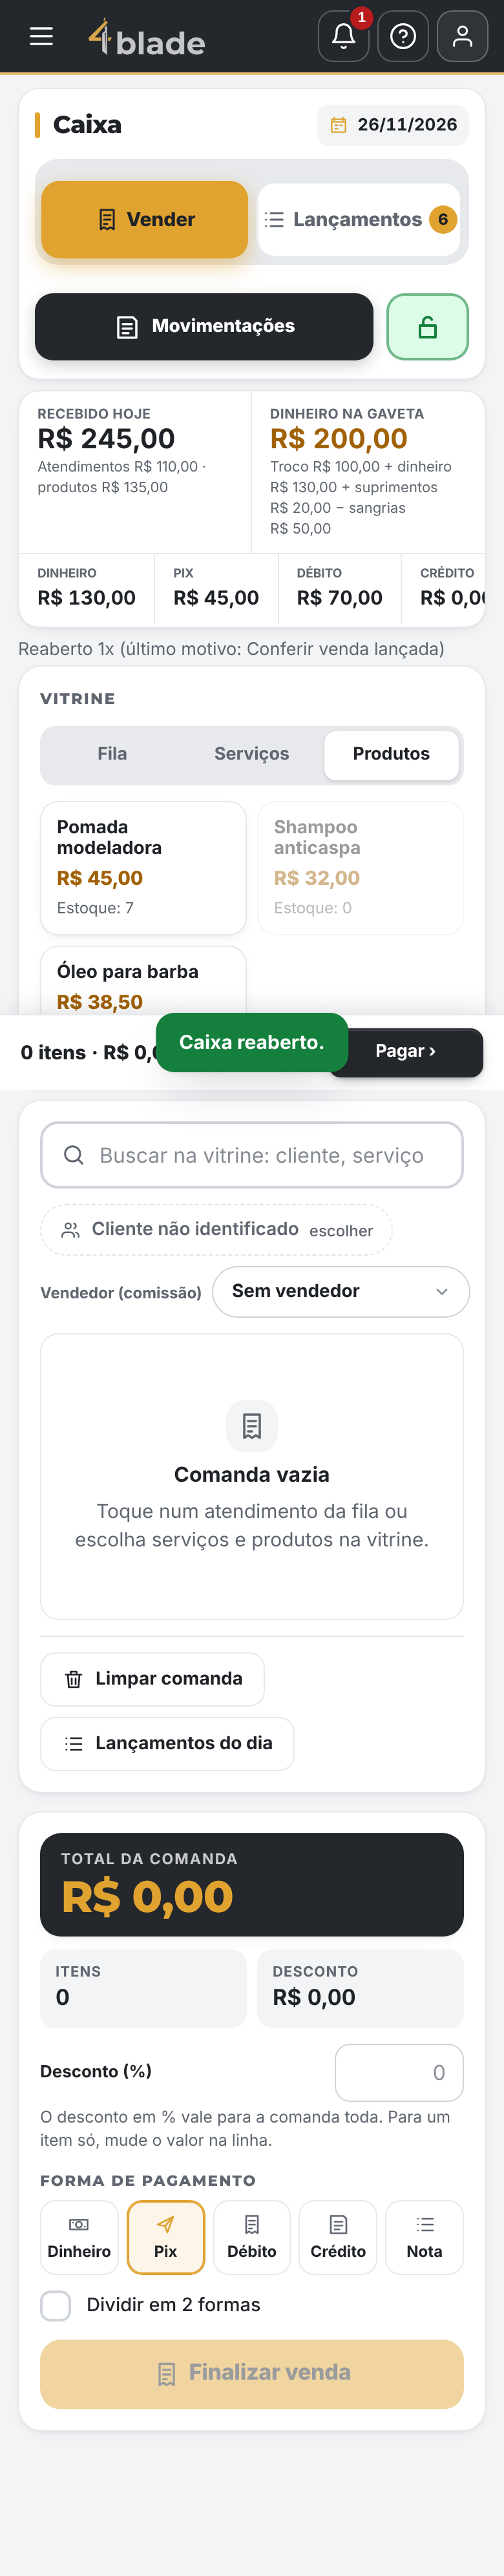 4blade
1
Caixa
26/11/2026
Vender
Lançamentos 6
Movimentações
RECEBIDO HOJE
R$ 245,00
Atendimentos R$ 110,00 ·
produtos R$ 135,00
DINHEIRO NA GAVETA
R$ 200,00
Troco R$ 100,00 + dinheiro
R$ 130,00 + suprimentos
R$ 20,00 − sangrias
R$ 50,00
DINHEIRO
R$ 130,00
PIX
R$ 45,00
DÉBITO
R$ 70,00
CRÉDITO
R$ 0,00
Reaberto 1x (último motivo: Conferir venda lançada)
VITRINE
Fila
Serviços
Produtos
Pomada
modeladora
R$ 45,00
Estoque: 7
Shampoo
anticaspa
R$ 32,00
Estoque: 0
Óleo para barba
R$ 38,50
0 itens · R$ 0,0
Caixa reaberto.
Pagar ›
Buscar na vitrine: cliente, serviço
Cliente não identificado escolher
Vendedor (comissão)
Sem vendedor
Comanda vazia
Toque num atendimento da fila ou
escolha serviços e produtos na vitrine.
Limpar comanda
Lançamentos do dia
TOTAL DA COMANDA
R$ 0,00
ITENS
0
DESCONTO
R$ 0,00
Desconto (%)
0
O desconto em % vale para a comanda toda. Para um
item só, mude o valor na linha.
FORMA DE PAGAMENTO
Dinheiro
Pix
Débito
Crédito
Nota
Dividir em 2 formas
Finalizar venda